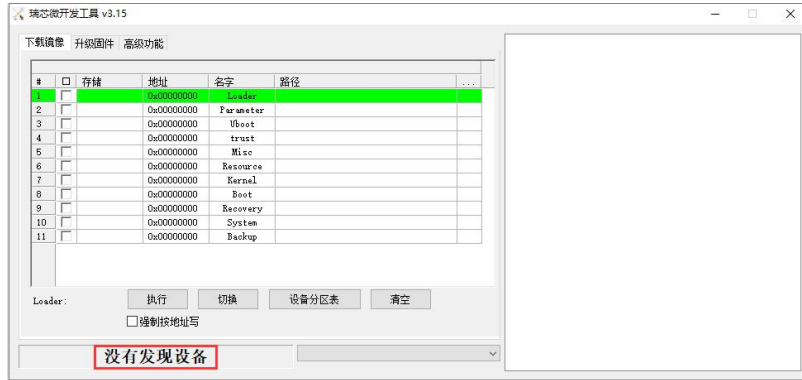 瑞芯微开发工具 v3.15
下载镜像 升级固件 高级功能
# 存储 地址 名字 路径 ...
1 0x00000000 Loader
2 0x00000000 Parameter
3 0x00000000 Uboot
4 0x00000000 trust
5 0x00000000 Misc
6 0x00000000 Resource
7 0x00000000 Kernel
8 0x00000000 Boot
9 0x00000000 Recovery
10 0x00000000 System
11 0x00000000 Backup
Loader: 执行 切换 设备分区表 清空
强制按地址写
没有发现设备